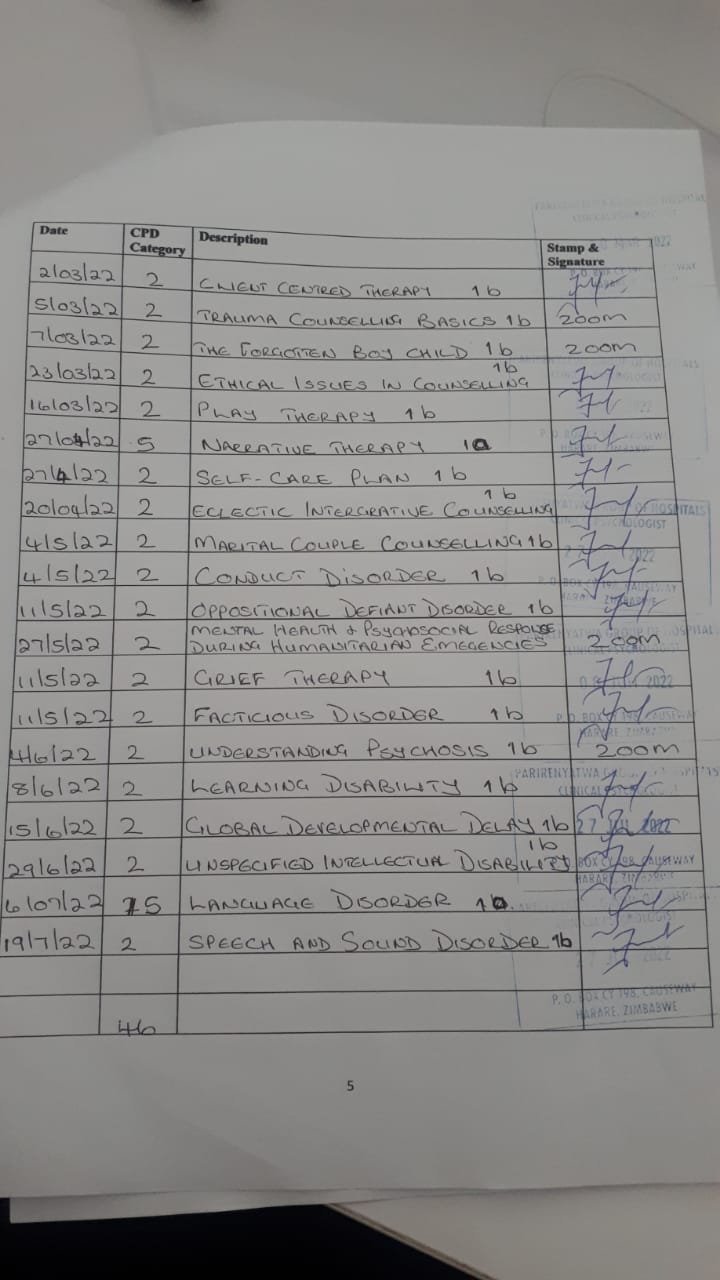 Date CPD Category Description Stamp & Signature
2/03/22 2 CLIENT CENTRED THERAPY 1b
5/03/22 2 TRAUMA COUNSELLING BASICS 1b zoom
7/03/22 2 THE FORGOTTEN BOY CHILD 1b zoom
23/03/22 2 ETHICAL ISSUES IN COUNSELLING 1b
16/03/22 2 PLAY THERAPY 1b
27/04/22 5 NARRATIVE THERAPY 1a
27/4/22 2 SELF-CARE PLAN 1b
20/04/22 2 ECLECTIC INTERGRATIVE COUNSELLING 1b
4/5/22 2 MARITAL COUPLE COUNSELLING 1b
4/5/22 2 CONDUCT DISORDER 1b
11/5/22 2 OPPOSITIONAL DEFIANT DISORDER 1b
27/5/22 2 MENTAL HEALTH & PSYCHOSOCIAL RESPONSE
DURING HUMANITARIAN EMEGENCIES zoom
11/5/22 2 GRIEF THERAPY 1b
11/5/22 2 FACTICIOUS DISORDER 1b
4/6/22 2 UNDERSTANDING PSYCHOSIS 1b zoom
8/6/22 2 LEARNING DISABILITY 1b
15/6/22 2 GLOBAL DEVELOPMENTAL DELAY 1b 27 JUL 2022
29/6/22 2 UNSPECIFIED INTELLECTUAL DISABILITY 1b
6/07/22 5 LANGUAGE DISORDER 1a.
19/7/22 2 SPEECH AND SOUND DISORDER 1b
P. O. BOX CY 198, CAUSEWAY
HARARE, ZIMBABWE
46
5